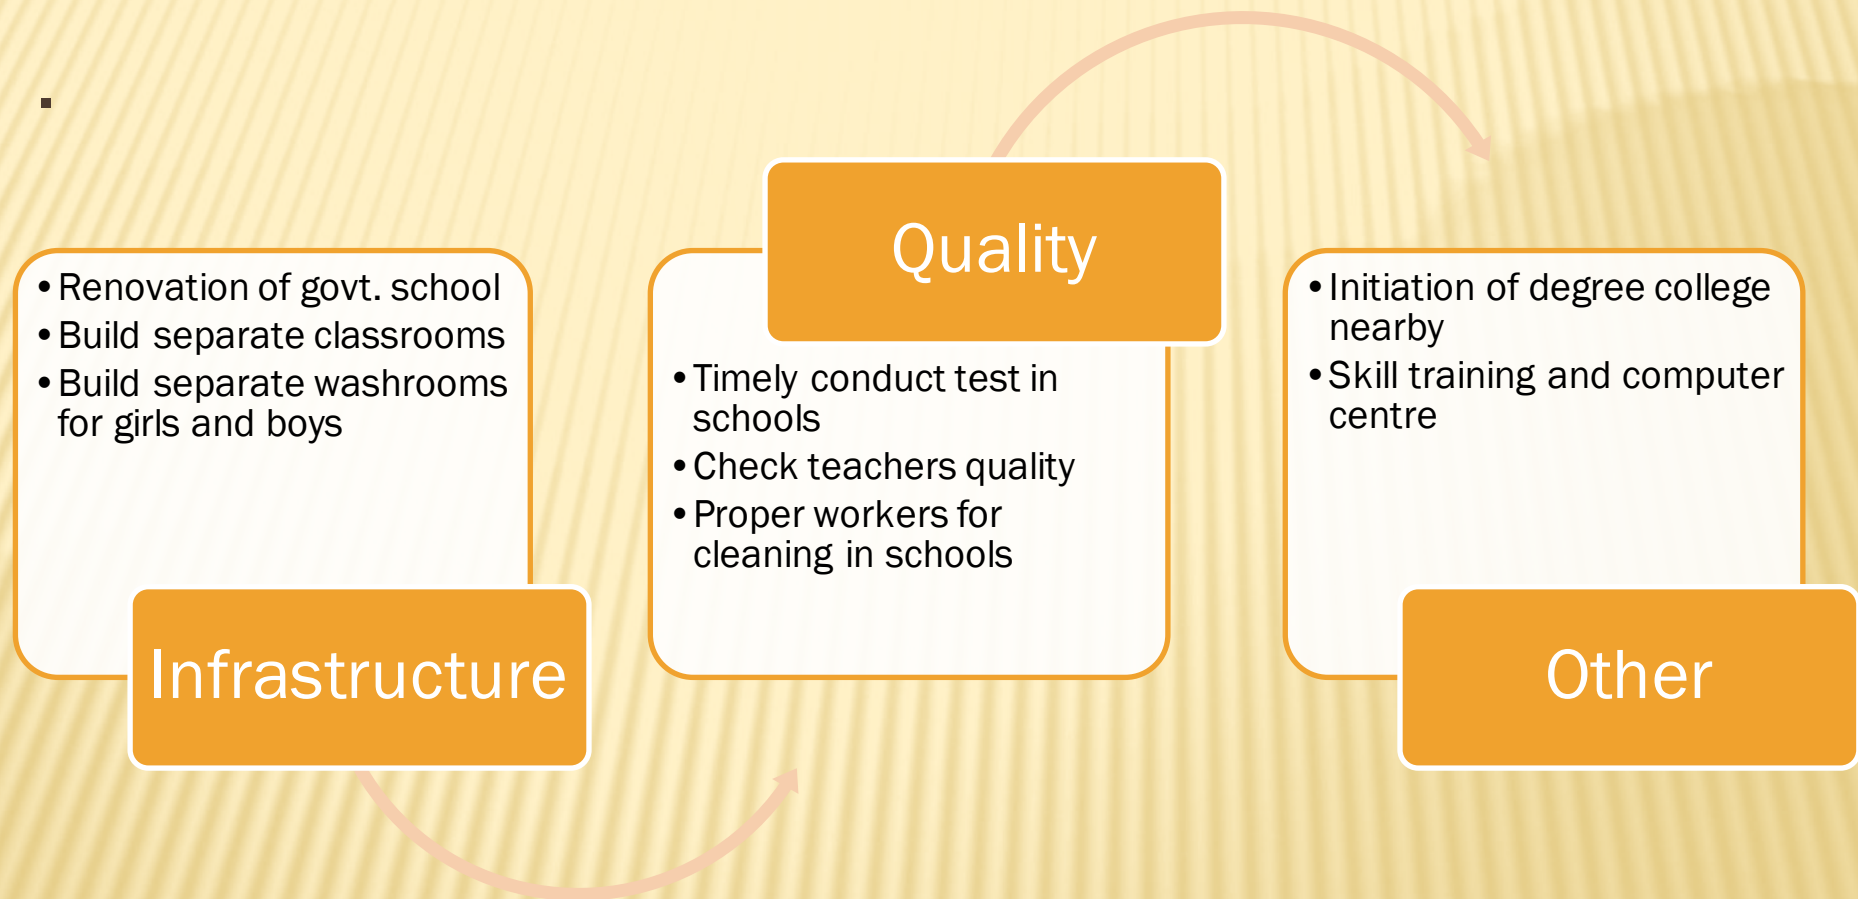 • Renovation of govt. school
• Build separate classrooms
• Build separate washrooms
for girls and boys
Infrastructure
Quality
• Timely conduct test in
schools
• Check teachers quality
• Proper workers for
cleaning in schools
• Initiation of degree college
nearby
• Skill training and computer
centre
Other